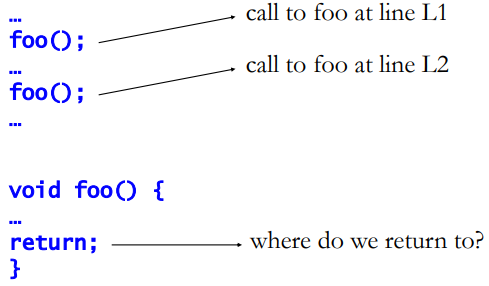 …
foo(); call to foo at line L1
…
foo(); call to foo at line L2
…
void foo() {
…
return; where do we return to?
}